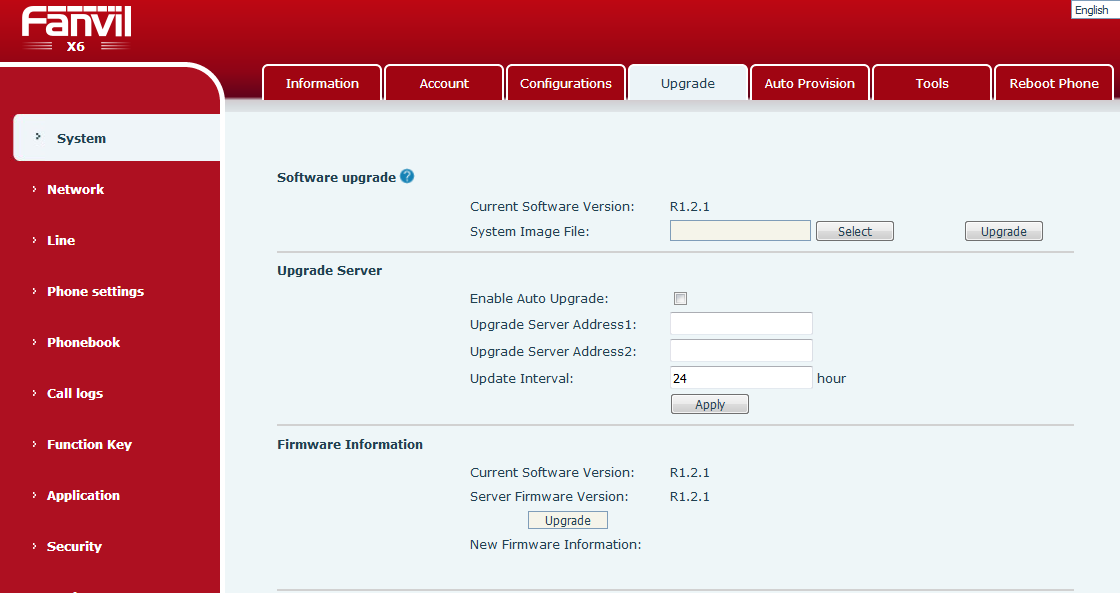 English
Fanvil
X6
Information Account Configurations Upgrade Auto Provision Tools Reboot Phone
System
Network
Line
Phone settings
Phonebook
Call logs
Function Key
Application
Security
Software upgrade ?
Current Software Version: R1.2.1
System Image File: Select Upgrade
Upgrade Server
Enable Auto Upgrade:
Upgrade Server Address1:
Upgrade Server Address2:
Update Interval: 24 hour
Apply
Firmware Information
Current Software Version: R1.2.1
Server Firmware Version: R1.2.1
Upgrade
New Firmware Information: